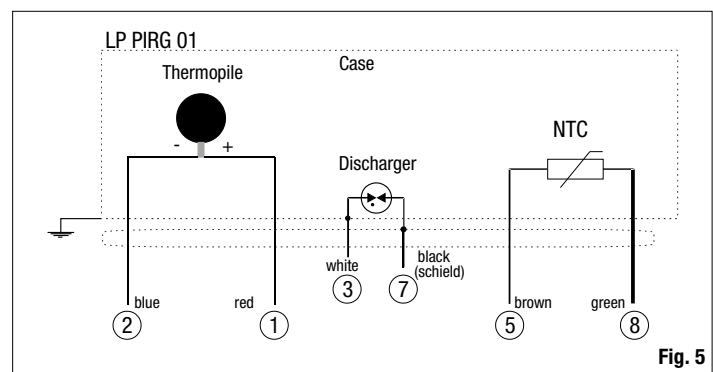 LP PIRG 01
Case
Thermopile
- +
NTC
Discharger
white
black
(schield)
blue
red
brown
green
2
1
3
7
5
8
Fig. 5